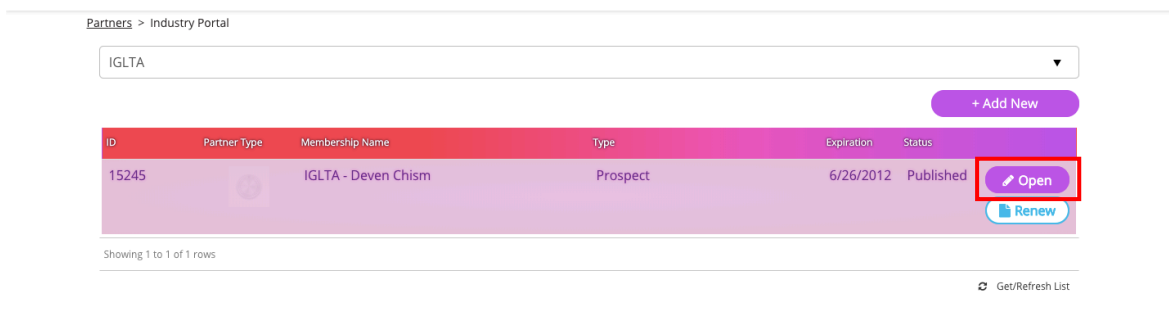 Partners > Industry Portal
IGLTA ▼
+ Add New
ID Partner Type Membership Name Type Expiration Status
15245 IGLTA - Deven Chism Prospect 6/26/2012 Published Open
Renew
Showing 1 to 1 of 1 rows
Get/Refresh List